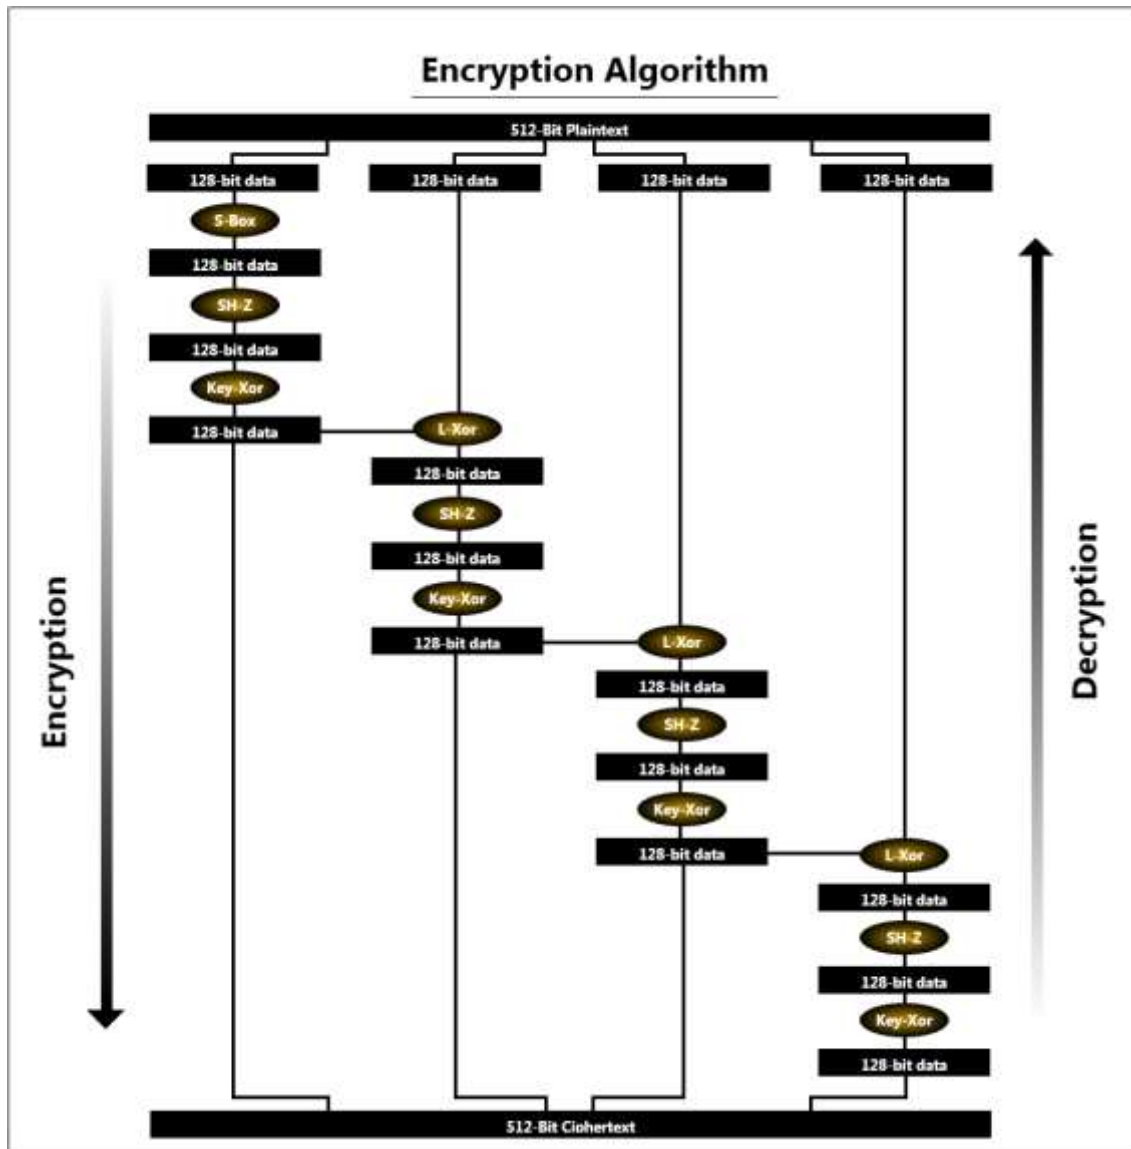 Encryption Algorithm
512-Bit Plaintext
128-bit data 128-bit data 128-bit data 128-bit data
S-Box
128-bit data
SH-Z
128-bit data
Key-Xor
128-bit data L-Xor
128-bit data
SH-Z
128-bit data
Key-Xor
128-bit data L-Xor
128-bit data
SH-Z
128-bit data
Key-Xor
128-bit data L-Xor
128-bit data
SH-Z
128-bit data
Key-Xor
128-bit data
512-Bit Ciphertext
Encryption
Decryption